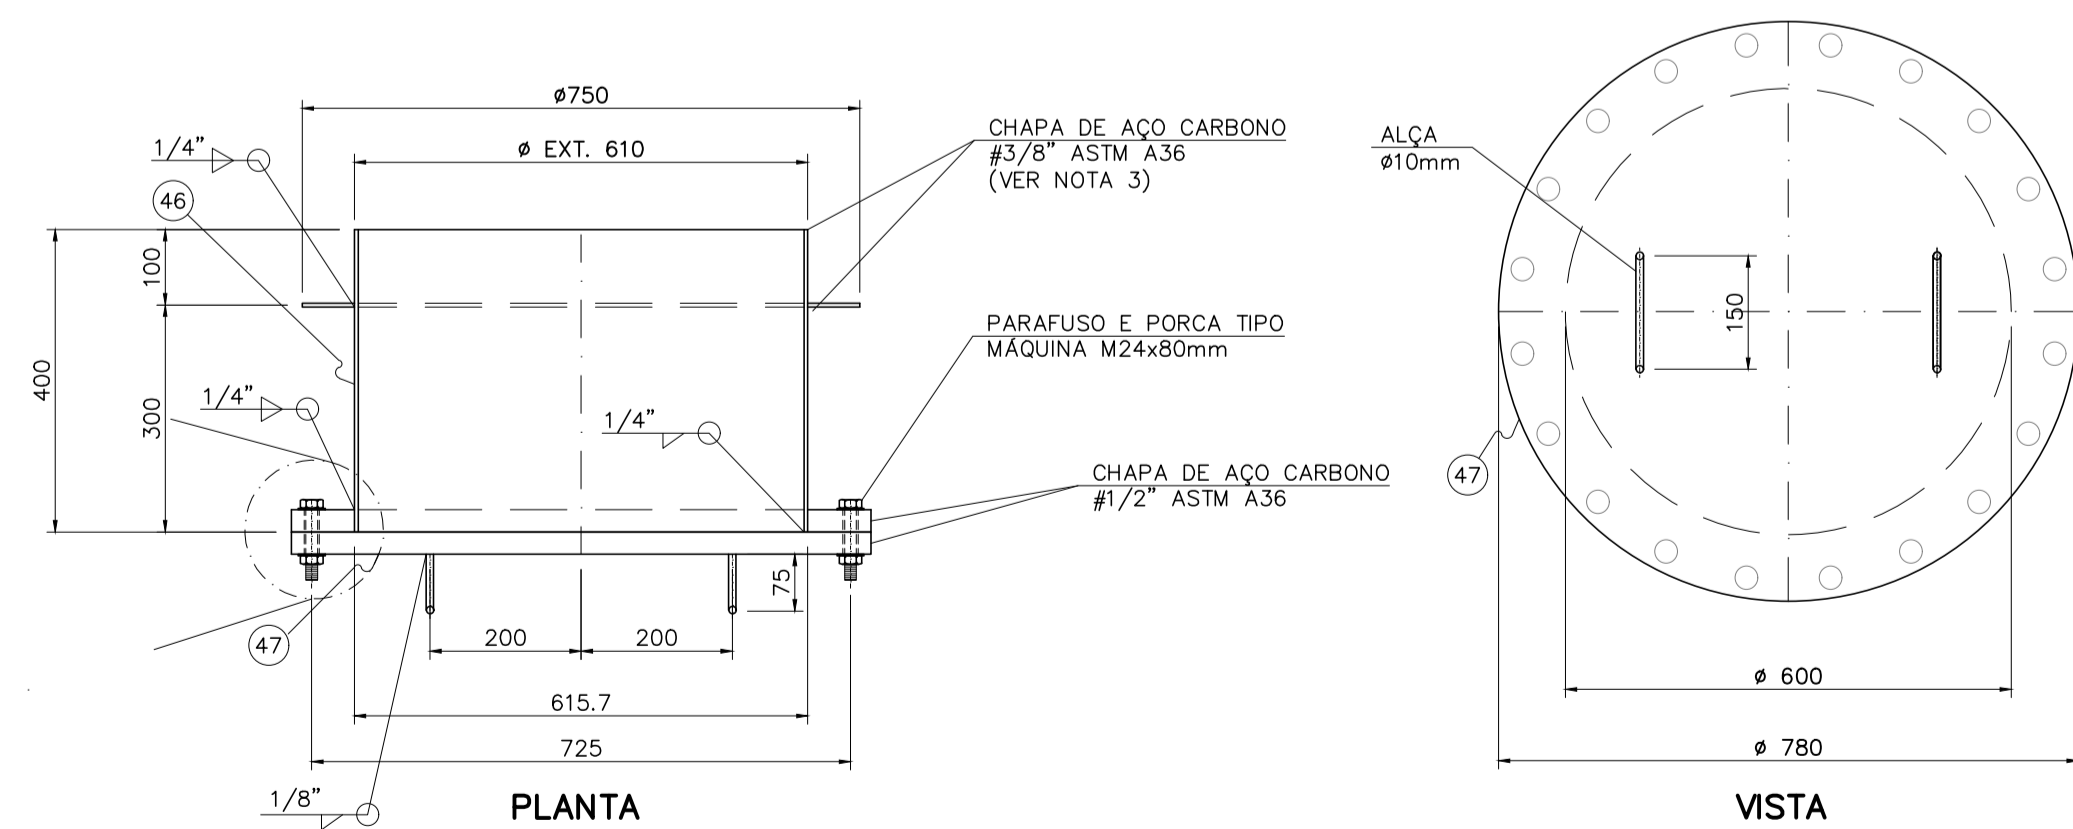 ø750
ø EXT. 610
1/4"
46
CHAPA DE AÇO CARBONO
#3/8" ASTM A36
(VER NOTA 3)
100
400
300
1/4"
1/4"
PARAFUSO E PORCA TIPO
MÁQUINA M24x80mm
CHAPA DE AÇO CARBONO
#1/2" ASTM A36
75
47
200
200
615.7
725
1/8"
PLANTA
ALÇA
ø10mm
150
47
ø 600
ø 780
VISTA